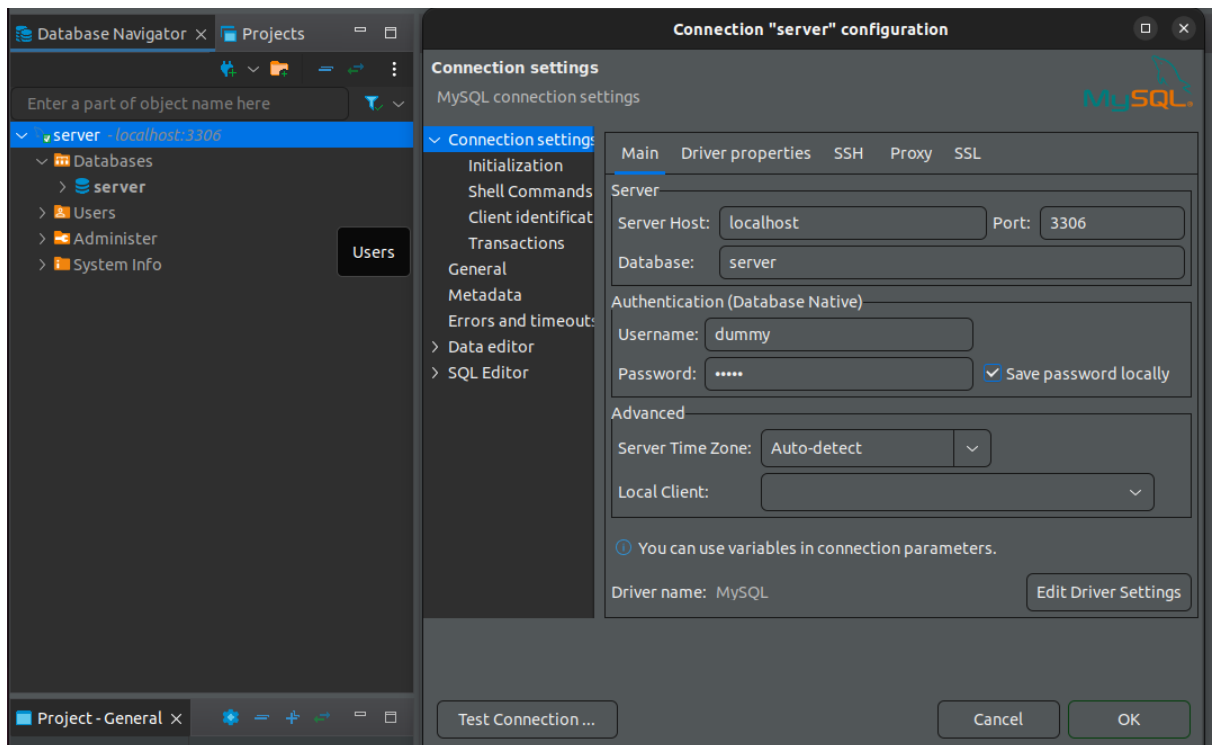 Database Navigator
Projects
Enter a part of object name here
server - localhost:3306
Databases
server
Users
Administer
System Info
Users
Project - General
Connection "server" configuration
Connection settings
MySQL connection settings
MySQL
Connection settings
Initialization
Shell Commands
Client identificat
Transactions
General
Metadata
Errors and timeouts
Data editor
SQL Editor
Main Driver properties SSH Proxy SSL
Server
Server Host: localhost Port: 3306
Database: server
Authentication (Database Native)
Username: dummy
Password: ••••• Save password locally
Advanced
Server Time Zone: Auto-detect
Local Client:
You can use variables in connection parameters.
Driver name: MySQL Edit Driver Settings
Test Connection ... Cancel OK